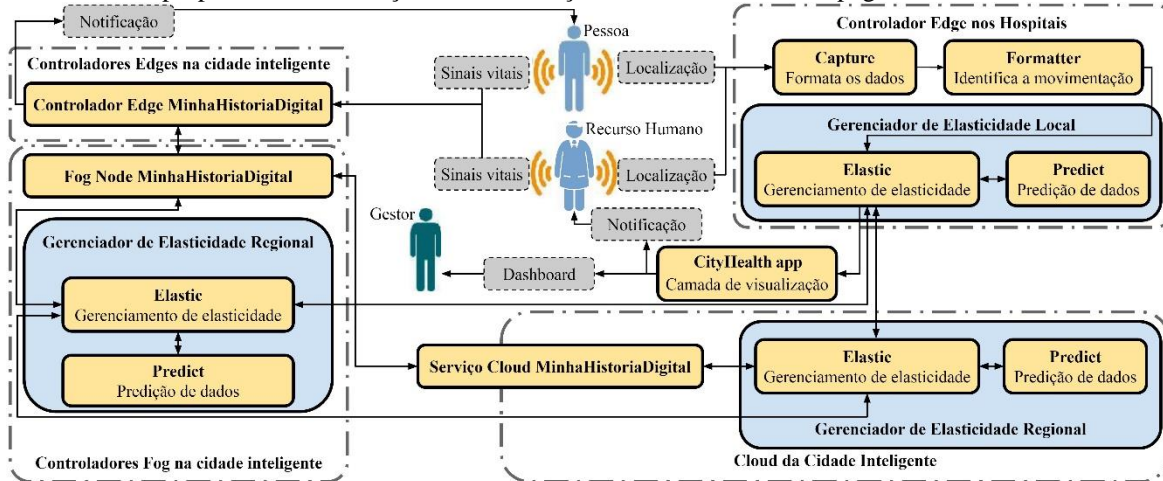 Notificação
Pessoa
Controlador Edge nos Hospitais
Controladores Edges na cidade inteligente
Sinais vitais
Localização
Capture
Formata os dados
Formatter
Identifica a movimentação
Controlador Edge MinhaHistoriaDigital
Recurso Humano
Gerenciador de Elasticidade Local
Fog Node MinhaHistoriaDigital
Sinais vitais
Localização
Elastic
Gerenciamento de elasticidade
Predict
Predição de dados
Gestor
Notificação
Gerenciador de Elasticidade Regional
Dashboard
CityHealth app
Camada de visualização
Elastic
Gerenciamento de elasticidade
Predict
Predição de dados
Serviço Cloud MinhaHistoriaDigital
Elastic
Gerenciamento de elasticidade
Predict
Predição de dados
Gerenciador de Elasticidade Regional
Controladores Fog na cidade inteligente
Cloud da Cidade Inteligente